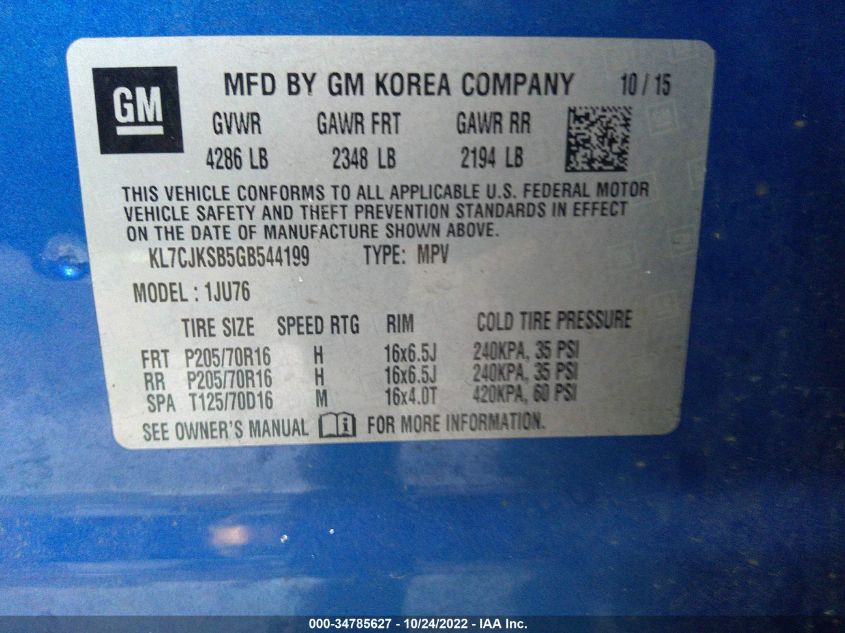 GM
MFD BY GM KOREA COMPANY 10/15
GVWR GAWR FRT GAWR RR
4286 LB 2348 LB 2194 LB
THIS VEHICLE CONFORMS TO ALL APPLICABLE U.S. FEDERAL MOTOR
VEHICLE SAFETY AND THEFT PREVENTION STANDARDS IN EFFECT
ON THE DATE OF MANUFACTURE SHOWN ABOVE.
KL7CJKSB5GB544199 TYPE: MPV
MODEL : 1JU76
TIRE SIZE SPEED RTG RIM COLD TIRE PRESSURE
FRT P205/70R16 H 16x6.5J 240KPA, 35 PSI
RR P205/70R16 H 16x6.5J 240KPA, 35 PSI
SPA T125/70D16 M 16x4.0T 420KPA, 60 PSI
SEE OWNER'S MANUAL i FOR MORE INFORMATION.
000-34785627 - 10/24/2022 - IAA Inc.